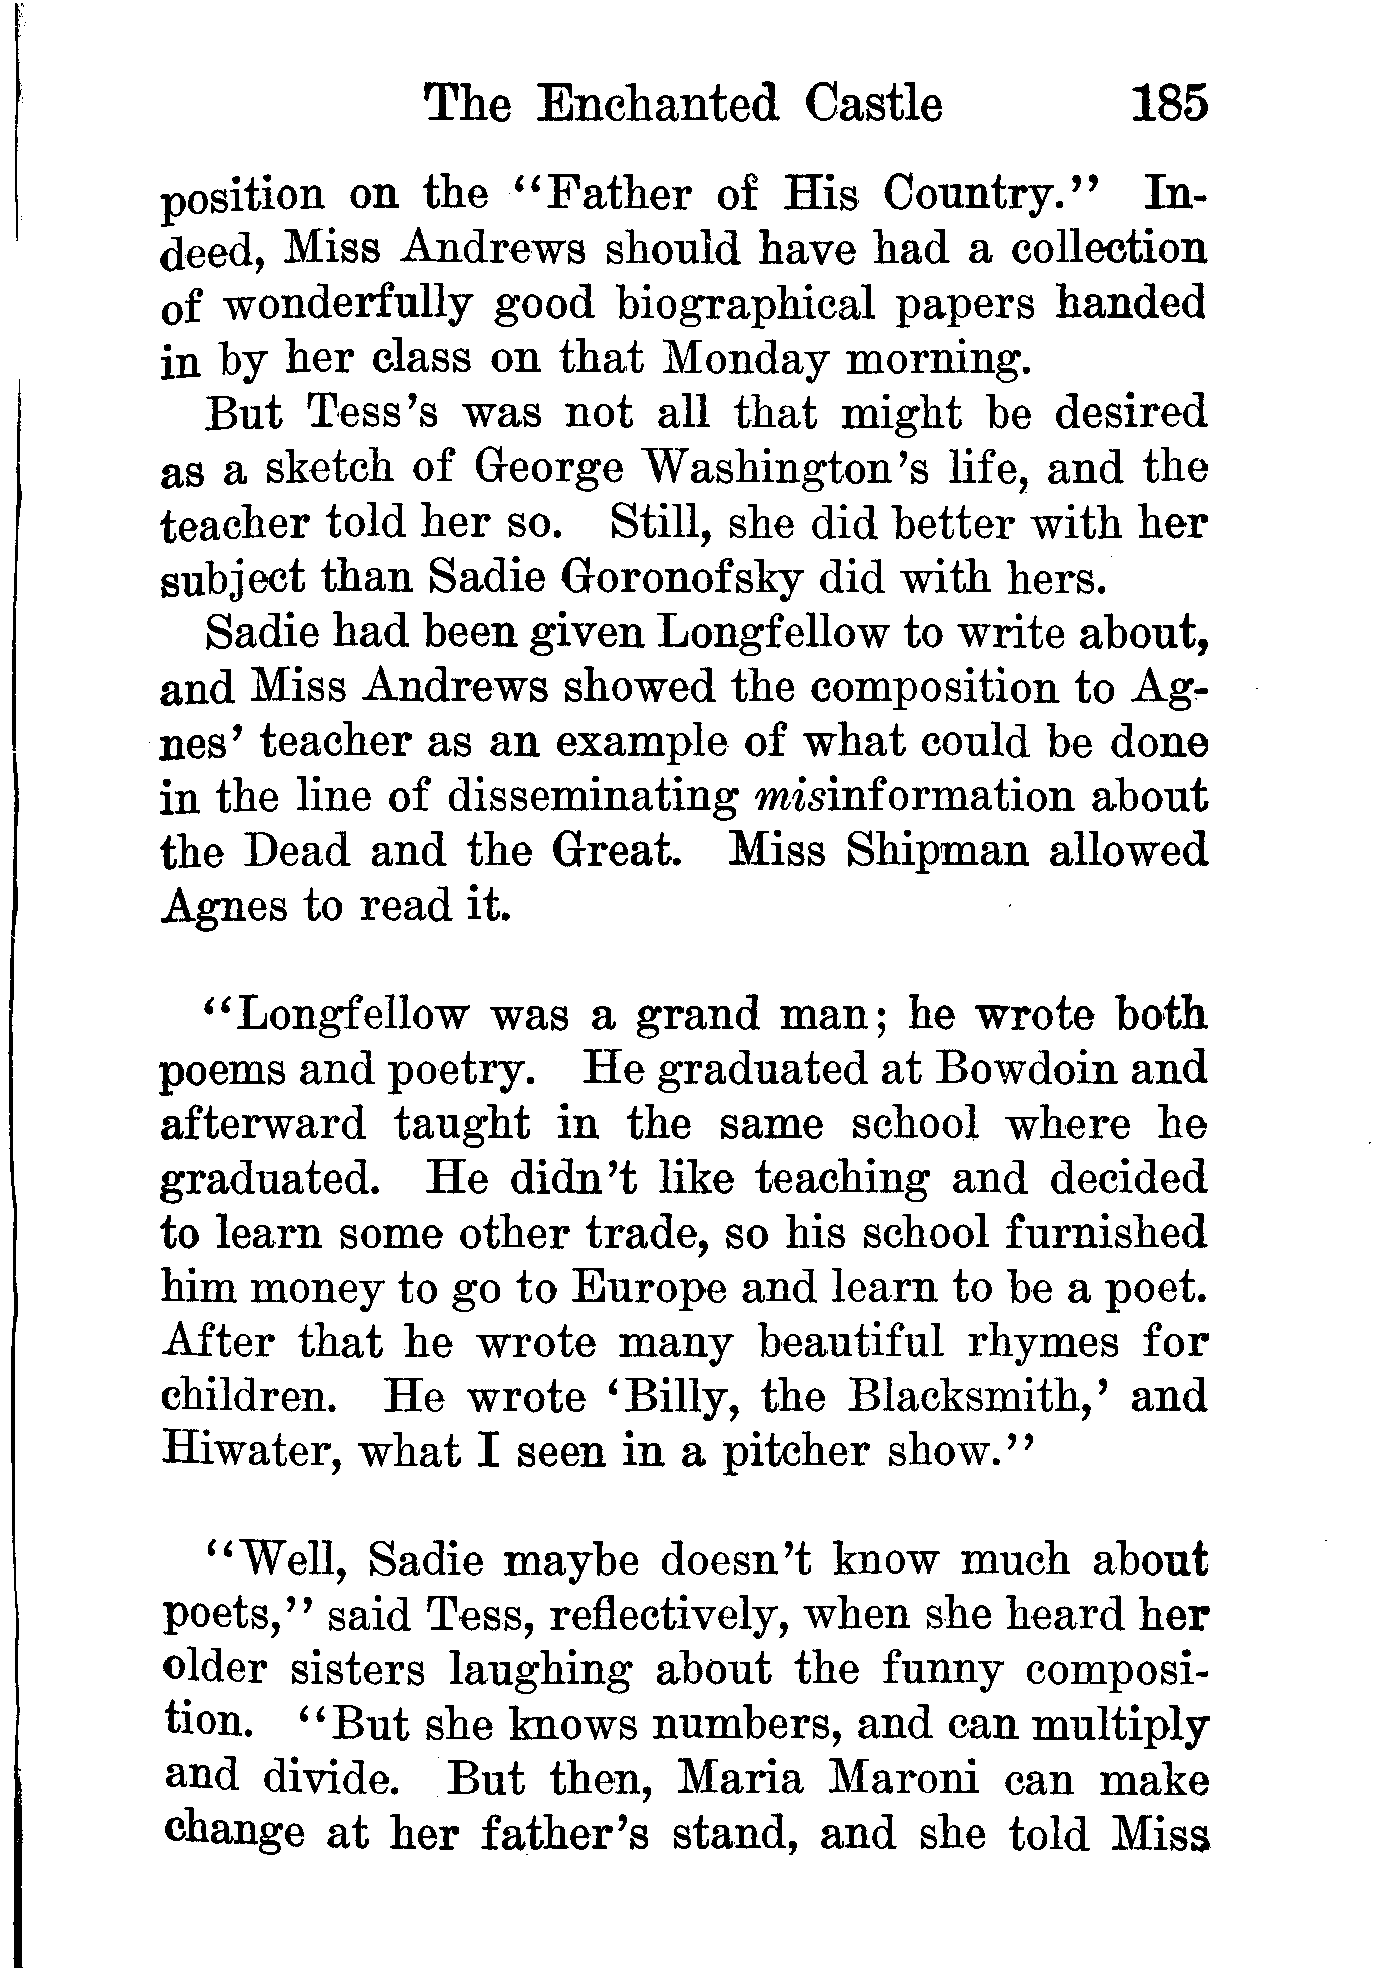 The Enchanted Castle 185
position on the "Father of His Country." In-
deed, Miss Andrews should have had a collection
of wonderfully good biographical papers handed
in by her class on that Monday morning.
But Tess's was not all that might be desired
as a sketch of George Washington's life, and the
teacher told her so. Still, she did better with her
subject than Sadie Goronofsky did with hers.
Sadie had been given Longfellow to write about,
and Miss Andrews showed the composition to Ag-
nes' teacher as an example of what could be done
in the line of disseminating misinformation about
the Dead and the Great. Miss Shipman allowed
Agnes to read it.
"Longfellow was a grand man; he wrote both
poems and poetry. He graduated at Bowdoin and
afterward taught in the same school where he
graduated. He didn't like teaching and decided
to learn some other trade, so his school furnished
him money to go to Europe and learn to be a poet.
After that he wrote many beautiful rhymes for
children. He wrote 'Billy, the Blacksmith,' and
Hiwater, what I seen in a pitcher show."
"Well, Sadie maybe doesn't know much about
poets," said Tess, reflectively, when she heard her
older sisters laughing about the funny composi-
tion. "But she knows numbers, and can multiply
and divide. But then, Maria Maroni can make
change at her father's stand, and she told Miss